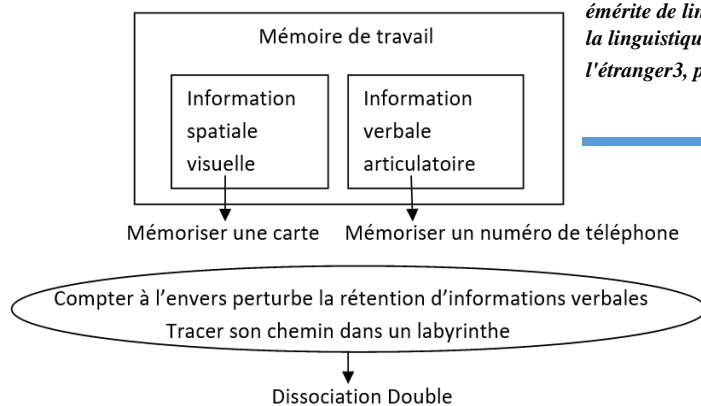 émérite de lin
la linguistiqu
l'étranger3, p
Mémoire de travail
Information
spatiale
visuelle
Information
verbale
articulatoire
Mémoriser une carte
Mémoriser un numéro de téléphone
Compter à l’envers perturbe la rétention d’informations verbales
Tracer son chemin dans un labyrinthe
Dissociation Double